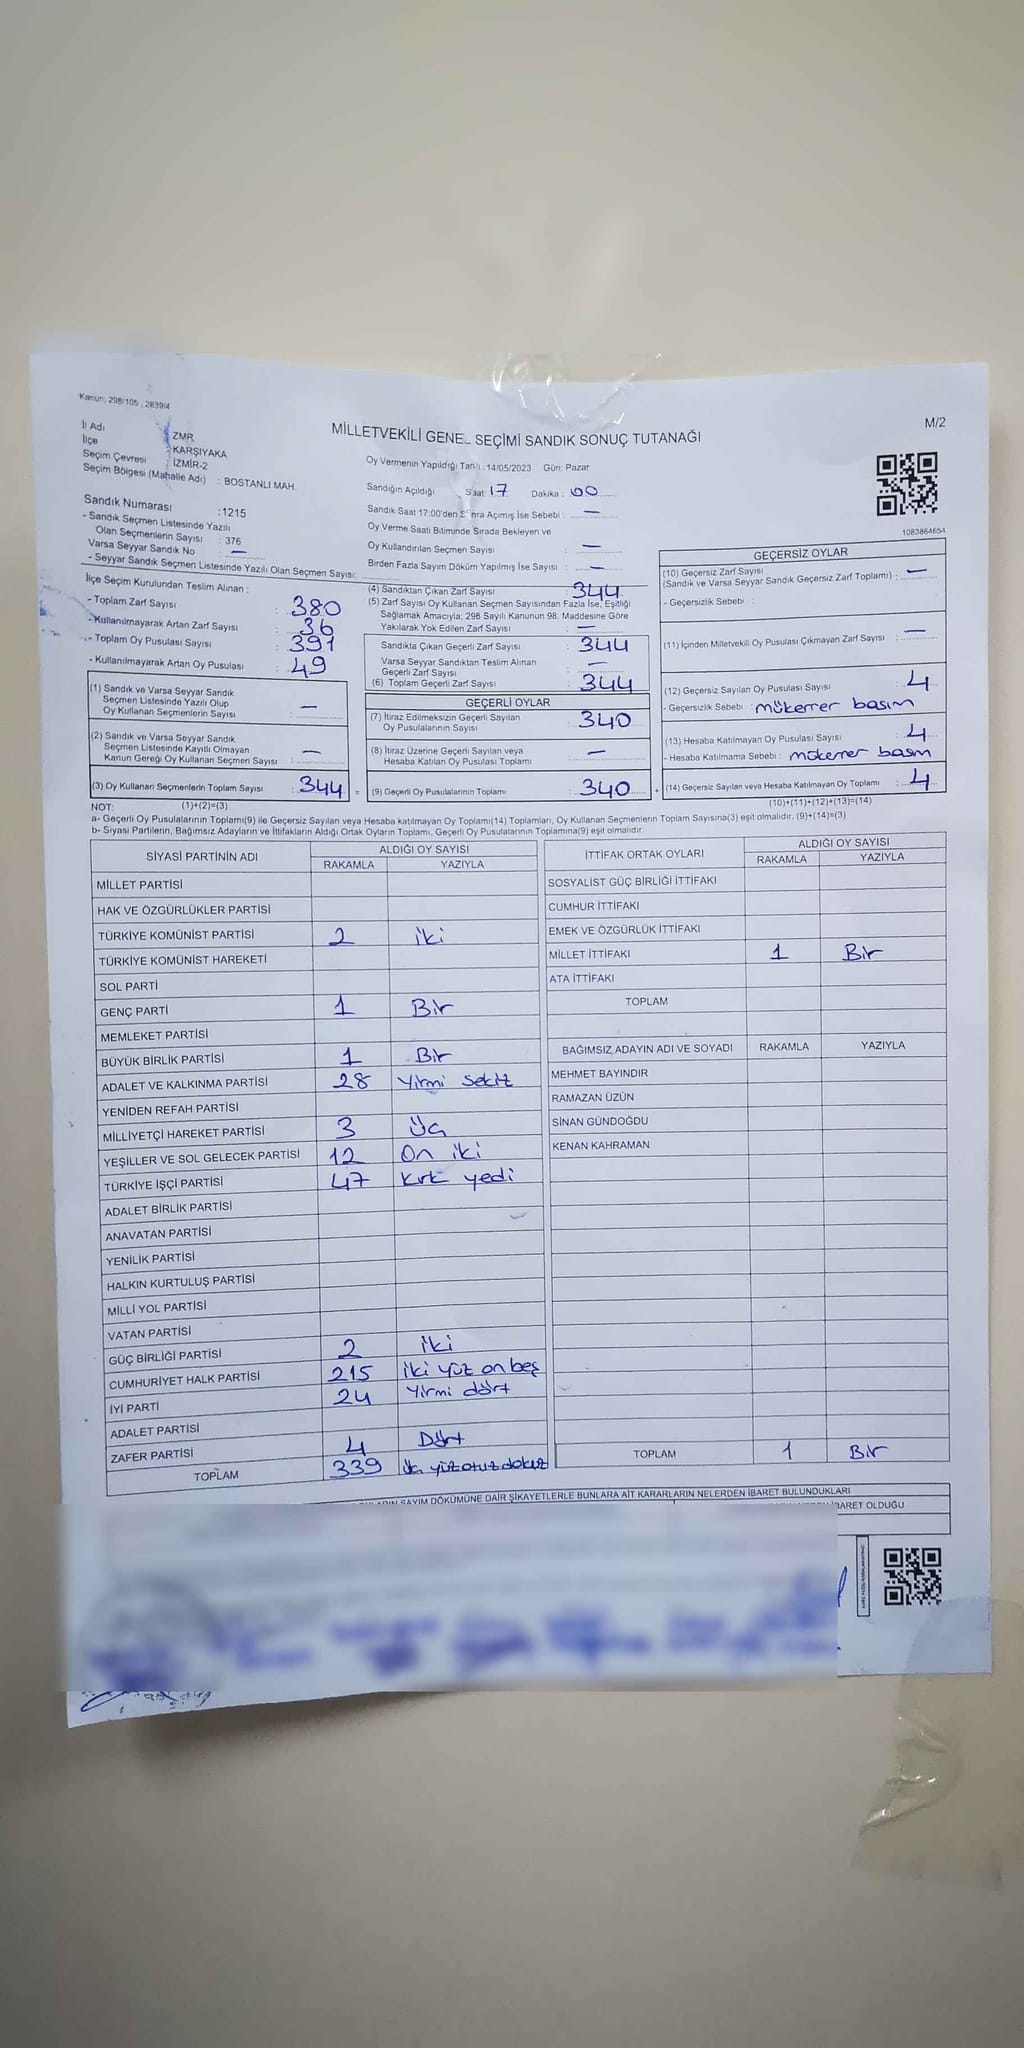 Kanun; 298/105 , 2839/4
M/2
MİLLETVEKİLİ GENEL SEÇİMİ SANDIK SONUÇ TUTANAĞI
İl Adı : İZMİR
İlçe : KARŞIYAKA
Seçim Çevresi : İZMİR-2
Seçim Bölgesi (Mahalle Adı) : BOSTANLI MAH.
Sandık Numarası : 1215
- Sandık Seçmen Listesinde Yazılı
Olan Seçmenlerin Sayısı : 376
Varsa Seyyar Sandık No : —
- Seyyar Sandık Seçmen Listesinde Yazılı Olan Seçmen Sayısı:
Oy Vermenin Yapıldığı Tarih : 14/05/2023 Gün: Pazar
Sandığın Açıldığı Saat: 17 Dakika : 00
Sandık Saat 17:00'den Sonra Açımış İse Sebebi : —
Oy Verme Saati Bitiminde Sırada Bekleyen ve
Oy Kullandırılan Seçmen Sayısı : —
Birden Fazla Sayım Döküm Yapılmış İse Sayısı : —
1083864654
İlçe Seçim Kurulundan Teslim Alınan :
- Toplam Zarf Sayısı : 380
- Kullanılmayarak Artan Zarf Sayısı : 36
- Toplam Oy Pusulası Sayısı : 391
- Kullanılmayarak Artan Oy Pusulası : 49
(1) Sandık ve Varsa Seyyar Sandık
Seçmen Listesinde Yazılı Olup
Oy Kullanan Seçmenlerin Sayısı : —
(2) Sandık ve Varsa Seyyar Sandık
Seçmen Listesinde Kayıtlı Olmayan
Kanun Gereği Oy Kullanan Seçmen Sayısı : —
(3) Oy Kullanan Seçmenlerin Toplam Sayısı : 344 =
(4) Sandıktan Çıkan Zarf Sayısı : 344
(5) Zarf Sayısı Oy Kullanan Seçmen Sayısından Fazla İse, Eşitliği
Sağlamak Amacıyla; 298 Sayılı Kanunun 98. Maddesine Göre
Yakılarak Yok Edilen Zarf Sayısı : —
Sandıkta Çıkan Geçerli Zarf Sayısı : 344
Varsa Seyyar Sandıktan Teslim Alınan
Geçerli Zarf Sayısı : —
(6) Toplam Geçerli Zarf Sayısı : 344
GEÇERLİ OYLAR
(7) İtiraz Edilmeksizin Geçerli Sayılan
Oy Pusulalarının Sayısı : 340
(8) İtiraz Üzerine Geçerli Sayılan veya
Hesaba Katılan Oy Pusulası Toplamı : —
(9) Geçerli Oy Pusulalarının Toplamı : 340 +
GEÇERSİZ OYLAR
(10) Geçersiz Zarf Sayısı
(Sandık ve Varsa Seyyar Sandık Geçersiz Zarf Toplamı) : —
- Geçersizlik Sebebi :
(11) İçinden Milletvekili Oy Pusulası Çıkmayan Zarf Sayısı : —
(12) Geçersiz Sayılan Oy Pusulası Sayısı : 4
- Geçersizlik Sebebi : mükerrer basım
(13) Hesaba Katılmayan Oy Pusulası Sayısı : 4
- Hesaba Katılmama Sebebi : mükerrer basım
(14) Geçersiz Sayılan veya Hesaba Katılmayan Oy Toplamı : 4
NOT: (1)+(2)=(3)
(10)+(11)+(12)+(13)=(14)
a- Geçerli Oy Pusulalarının Toplamı(9) ile Geçersiz Sayılan veya Hesaba katılmayan Oy Toplamı(14) Toplamları, Oy Kullanan Seçmenlerin Toplam Sayısına(3) eşit olmalıdır. (9)+(14)=(3)
b- Siyasi Partilerin, Bağımsız Adayların ve İttifakların Aldığı Ortak Oyların Toplamı, Geçerli Oy Pusulalarının Toplamına(9) eşit olmalıdır.
SİYASİ PARTİNİN ADI ALDIĞI OY SAYISI
RAKAMLA YAZIYLA
MİLLET PARTİSİ
HAK VE ÖZGÜRLÜKLER PARTİSİ
TÜRKİYE KOMÜNİST PARTİSİ 2 iki
TÜRKİYE KOMÜNİST HAREKETİ
SOL PARTİ
GENÇ PARTİ 1 Bir
MEMLEKET PARTİSİ
BÜYÜK BİRLİK PARTİSİ 1 Bir
ADALET VE KALKINMA PARTİSİ 28 Yirmi sekiz
YENİDEN REFAH PARTİSİ
MİLLİYETÇİ HAREKET PARTİSİ 3 Üç
YEŞİLLER VE SOL GELECEK PARTİSİ 12 On iki
TÜRKİYE İŞÇİ PARTİSİ 47 kırk yedi
ADALET BİRLİK PARTİSİ
ANAVATAN PARTİSİ
YENİLİK PARTİSİ
HALKIN KURTULUŞ PARTİSİ
MİLLİ YOL PARTİSİ
VATAN PARTİSİ
GÜÇ BİRLİĞİ PARTİSİ 2 iki
CUMHURİYET HALK PARTİSİ 215 iki yüz on beş
İYİ PARTİ 24 Yirmi dört
ADALET PARTİSİ
ZAFER PARTİSİ 4 Dört
TOPLAM 339 üç yüz otuz dokuz
İTTİFAK ORTAK OYLARI ALDIĞI OY SAYISI
RAKAMLA YAZIYLA
SOSYALİST GÜÇ BİRLİĞİ İTTİFAKI
CUMHUR İTTİFAKI
EMEK VE ÖZGÜRLÜK İTTİFAKI
MİLLET İTTİFAKI 1 Bir
ATA İTTİFAKI
TOPLAM
BAĞIMSIZ ADAYIN ADI VE SOYADI RAKAMLA YAZIYLA
MEHMET BAYINDIR
RAMAZAN ÜZÜN
SİNAN GÜNDOĞDU
KENAN KAHRAMAN
TOPLAM 1 Bir
SAYIM DÖKÜMÜNE DAİR ŞİKAYETLERLE BUNLARA AİT KARARLARIN NELERDEN İBARET BULUNDUKLARI
İBARET OLDUĞU